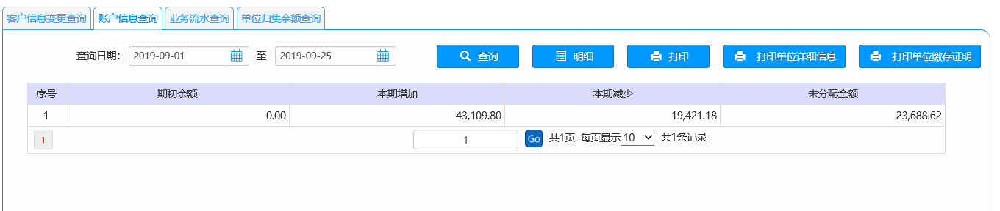 客户信息变更查询 账户信息查询 业务流水查询 单位归集余额查询
查询日期: 2019-09-01 至 2019-09-25 查询 明细 打印 打印单位详细信息 打印单位缴存证明
序号 期初余额 本期增加 本期减少 未分配金额
1 0.00 43,109.80 19,421.18 23,688.62
1 1 Go 共1页 每页显示 10 共1条记录